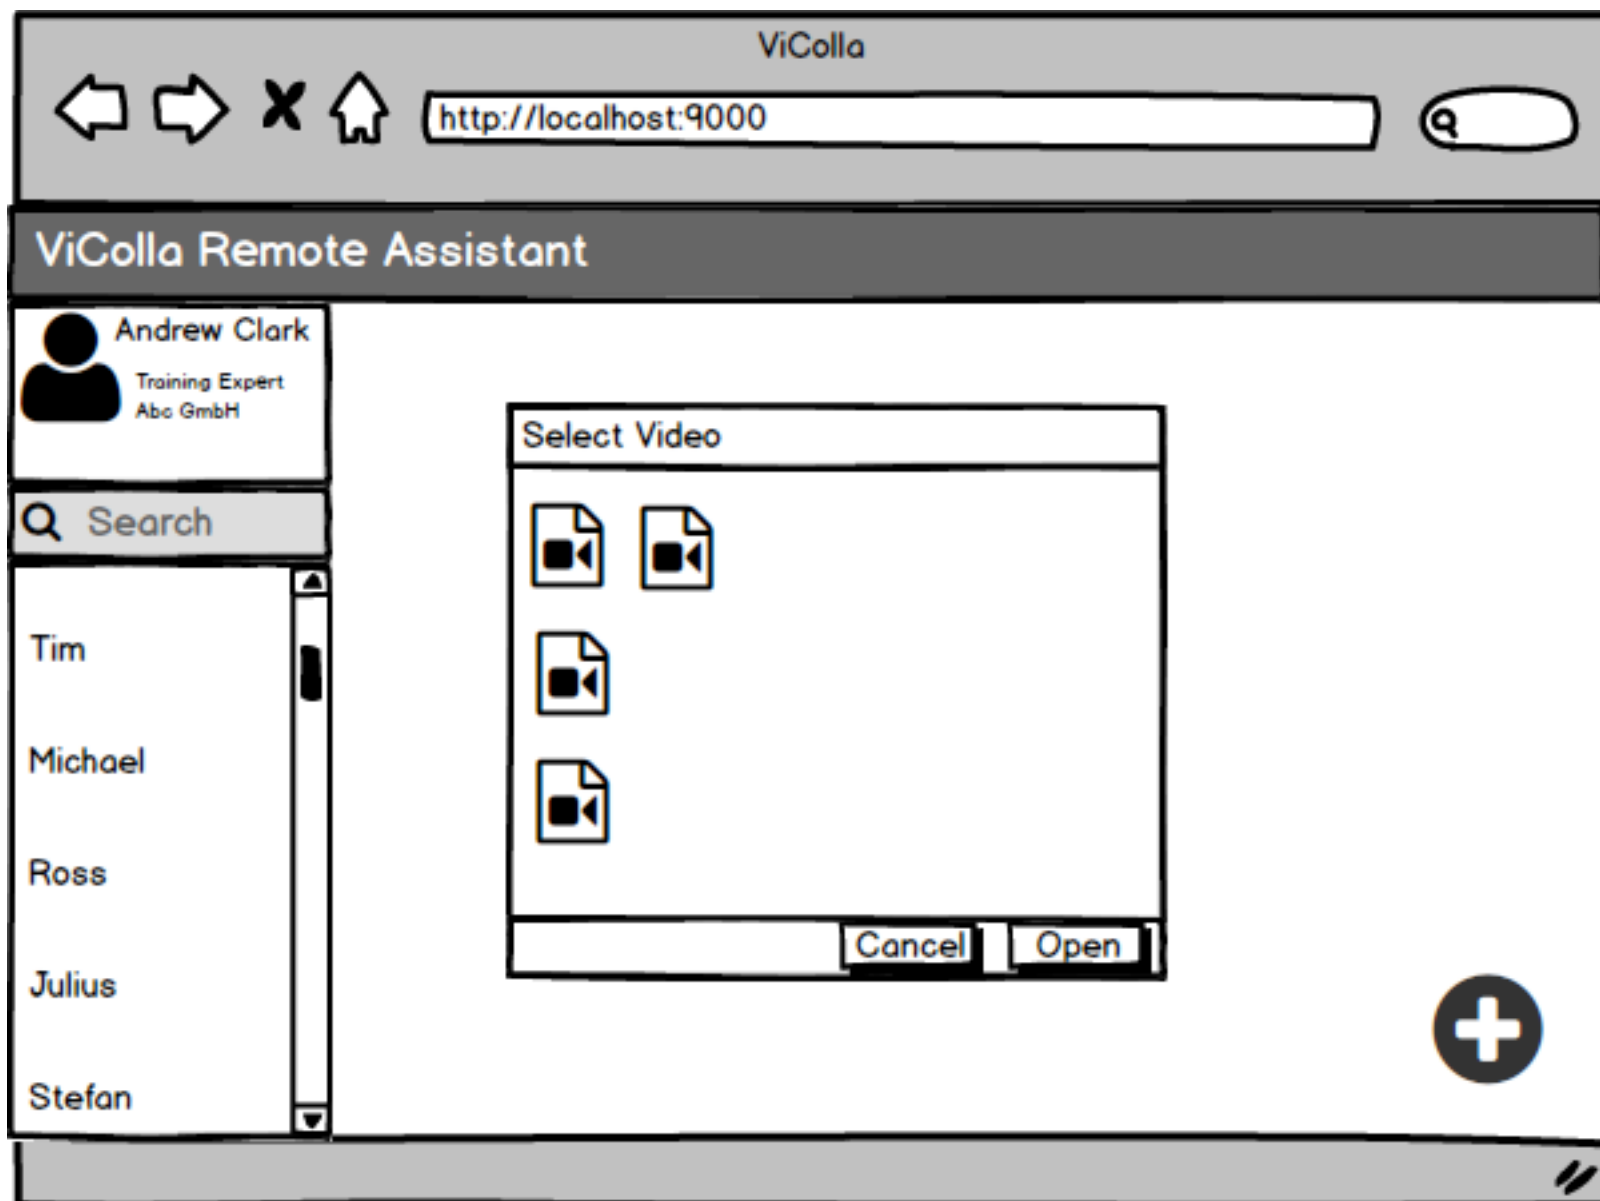 ViColla
http://localhost:9000
ViColla Remote Assistant
Andrew Clark
Training Expert
Abc GmbH
Search
Tim
Michael
Ross
Julius
Stefan
Select Video
Cancel
Open